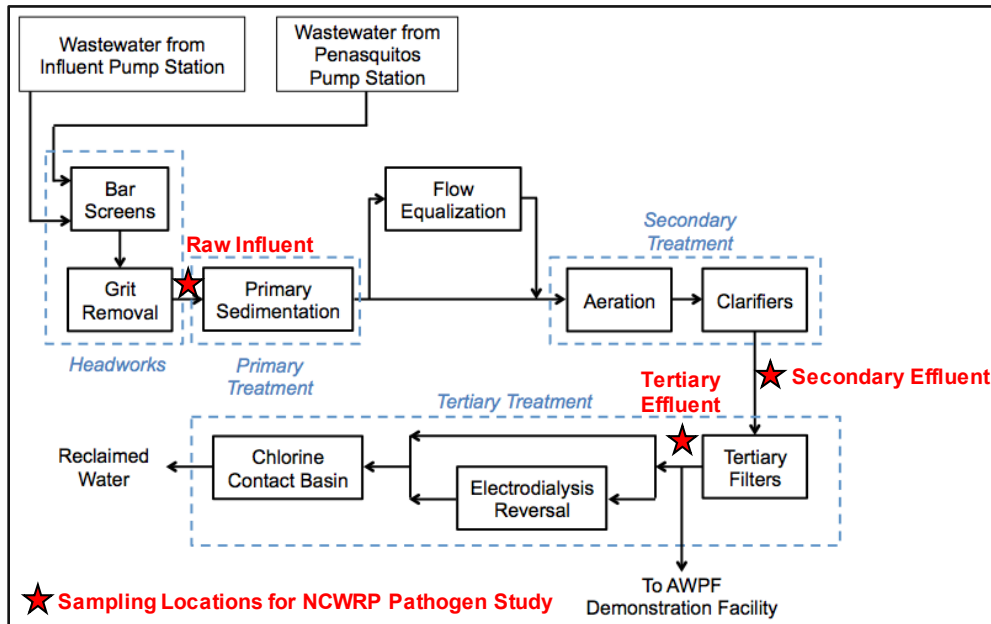 Wastewater from
Influent Pump Station
Wastewater from
Penasquitos
Pump Station
Bar
Screens
Flow
Equalization
Secondary
Treatment
Raw Influent
Grit
Removal
Primary
Sedimentation
Aeration
Clarifiers
Headworks
Primary
Treatment
Secondary Effluent
Tertiary
Effluent
Tertiary Treatment
Reclaimed
Water
Chlorine
Contact Basin
Electrodialysis
Reversal
Tertiary
Filters
To AWPF
Demonstration Facility
Sampling Locations for NCWRP Pathogen Study